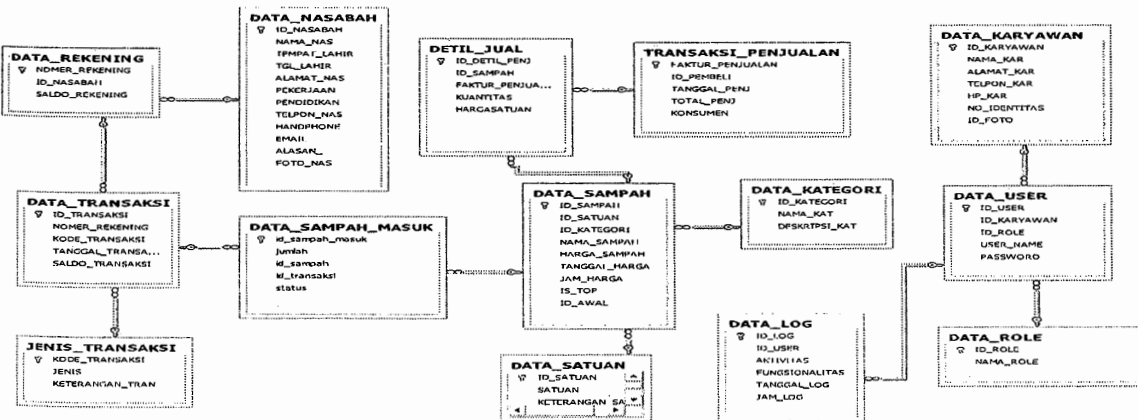 DATA_REKENING
NOMER_REKENING
ID_NASABAH
SALDO_REKENING
DATA_NASABAH
ID_NASABAH
NAMA_NAS
TEMPAT_LAHIR
TGL_LAHIR
ALAMAT_NAS
PEKERJAAN
PENDIDIKAN
TELPON_NAS
HANDPHONE
EMAIL
ALASAN_
FOTO_NAS
DETIL_JUAL
ID_DETIL_PENJ
ID_SAMPAH
FAKTUR_PENJUA...
KUANTITAS
HARGASATUAN
TRANSAKSI_PENJUALAN
FAKTUR_PENJUALAN
ID_PEMBELI
TANGGAL_PENJ
TOTAL_PENJ
KONSUMEN
DATA_KARYAWAN
ID_KARYAWAN
NAMA_KAR
ALAMAT_KAR
TELPON_KAR
HP_KAR
NO_IDENTITAS
ID_FOTO
DATA_TRANSAKSI
ID_TRANSAKSI
NOMER_REKENING
KODE_TRANSAKSI
TANGGAL_TRANSA...
SALDO_TRANSAKSI
DATA_SAMPAH_MASUK
id_sampah_masuk
jumlah
id_sampah
id_transaksi
status
DATA_SAMPAH
ID_SAMPAH
ID_SATUAN
ID_KATEGORI
NAMA_SAMPAH
HARGA_SAMPAH
TANGGAL_HARGA
JAM_HARGA
IS_TOP
ID_AWAL
DATA_KATEGORI
ID_KATEGORI
NAMA_KAT
DESKRIPSI_KAT
DATA_USER
ID_USER
ID_KARYAWAN
ID_ROLE
USER_NAME
PASSWORD
JENIS_TRANSAKSI
KODE_TRANSAKSI
JENIS
KETERANGAN_TRAN
DATA_SATUAN
ID_SATUAN
SATUAN
KETERANGAN_SA
DATA_LOG
ID_LOG
ID_USER
AKTIVITAS
FUNGSIONALITAS
TANGGAL_LOG
JAM_LOG
DATA_ROLE
ID_ROLE
NAMA_ROLE